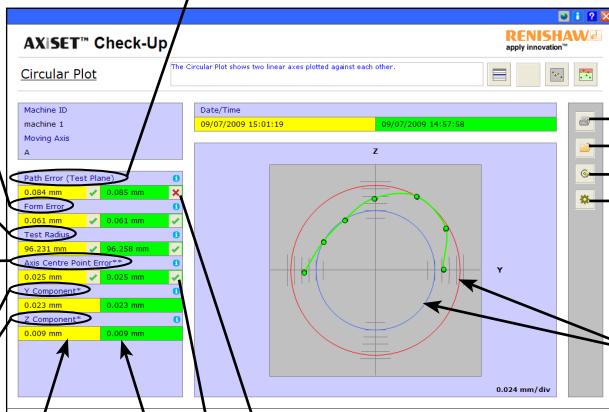 AXiSET™ Check-Up
RENISHAW
apply innovation™
Circular Plot
The Circular Plot shows two linear axes plotted against each other.
Machine ID
machine 1
Moving Axis
A
Date/Time
09/07/2009 15:01:19 09/07/2009 14:57:58
Path Error (Test Plane)
0.084 mm 0.085 mm
Form Error
0.061 mm 0.061 mm
Test Radius
96.231 mm 96.258 mm
Axis Centre Point Error**
0.025 mm 0.025 mm
Y Component*
0.023 mm 0.023 mm
Z Component*
0.009 mm 0.009 mm
Z
Y
0.024 mm/div